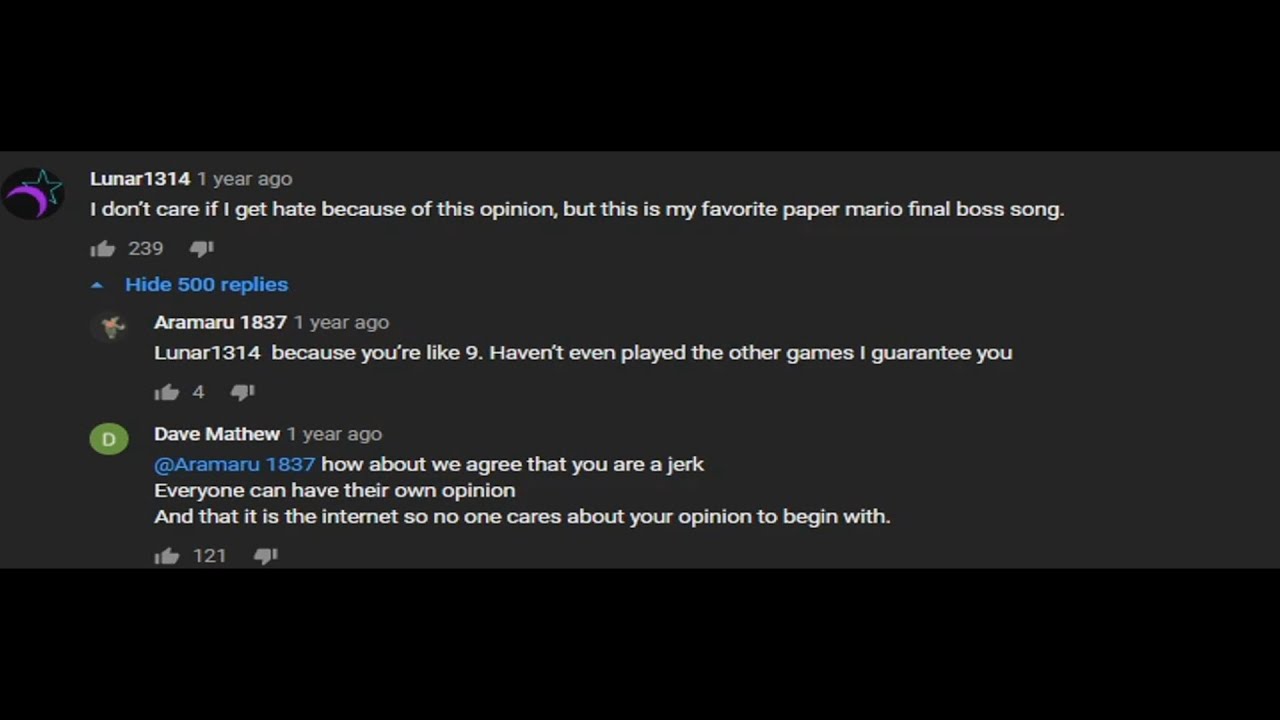 Lunar1314 1 year ago
I don't care if I get hate because of this opinion, but this is my favorite paper mario final boss song.
239
Hide 500 replies
Aramaru 1837 1 year ago
Lunar1314 because you're like 9. Haven't even played the other games I guarantee you
4
D
Dave Mathew 1 year ago
@Aramaru 1837 how about we agree that you are a jerk
Everyone can have their own opinion
And that it is the internet so no one cares about your opinion to begin with.
121